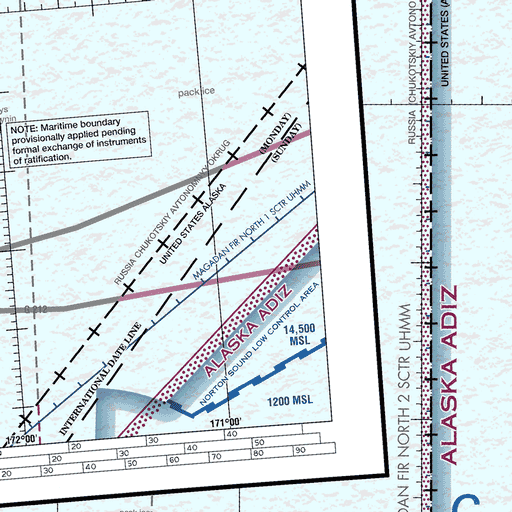 pack ice
NOTE: Maritime boundary
provisionally applied pending
formal exchange of instruments
of ratification.
(MONDAY)
(SUNDAY)
RUSSIA CHUKOTSKIY AVTONOMNYY OKRUG
UNITED STATES ALASKA
MAGADAN FIR NORTH 1 SCTR UHMM
INTERNATIONAL DATE LINE
ALASKA ADIZ
NORTON SOUND LOW CONTROL AREA
14,500
MSL
1200 MSL
172°00'
171°00'
20
30
40
50
10
20
30
40
50
60
70
80
90
RUSSIA CHUKOTSKIY AVTONO
UNITED STATES (A
DAN FIR NORTH 2 SCTR UHMM
ALASKA ADIZ
C